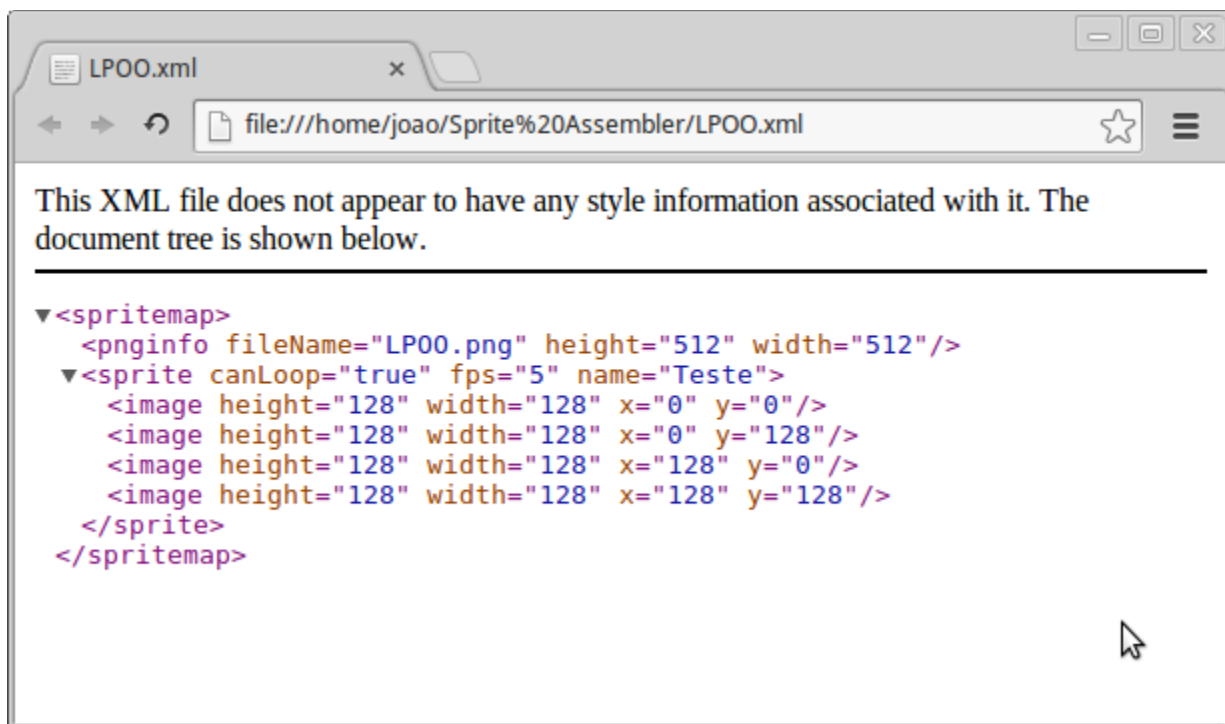 LPOO.xml
file:///home/joao/Sprite%20Assembler/LPOO.xml
This XML file does not appear to have any style information associated with it. The
document tree is shown below.
<spritemap>
<pnginfo fileName="LPOO.png" height="512" width="512"/>
<sprite canLoop="true" fps="5" name="Teste">
<image height="128" width="128" x="0" y="0"/>
<image height="128" width="128" x="0" y="128"/>
<image height="128" width="128" x="128" y="0"/>
<image height="128" width="128" x="128" y="128"/>
</sprite>
</spritemap>